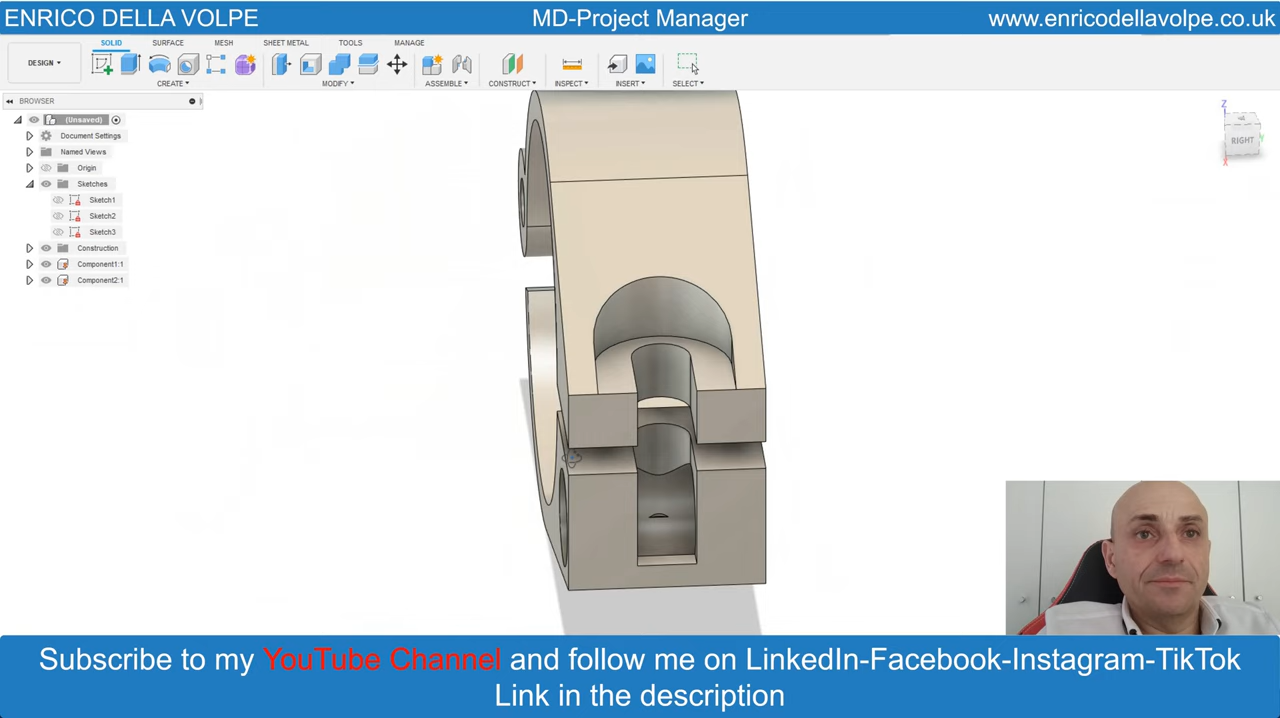 ENRICO DELLA VOLPE MD-Project Manager www.enricodellavolpe.co.uk
SOLID SURFACE MESH SHEET METAL TOOLS MANAGE
DESIGN
CREATE MODIFY ASSEMBLE CONSTRUCT INSPECT INSERT SELECT
BROWSER
(Unsaved)
Document Settings
Named Views
Origin
Sketches
Sketch1
Sketch2
Sketch3
Construction
Component1:1
Component2:1
Z
RIGHT
Y
X
Subscribe to my YouTube Channel and follow me on LinkedIn-Facebook-Instagram-TikTok
Link in the description